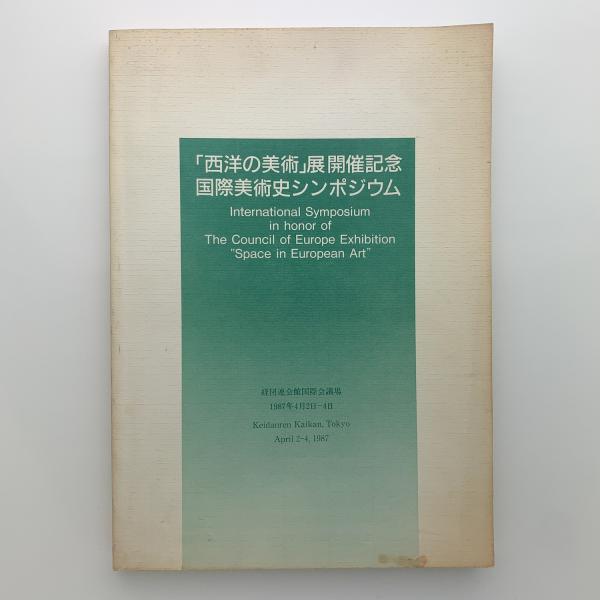 「西洋の美術」展開催記念
国際美術史シンポジウム
International Symposium
in honor of
The Council of Europe Exhibition
"Space in European Art"
経団連会館国際会議場
1987年4月2日−4日
Keidanren Kaikan, Tokyo
April 2-4, 1987